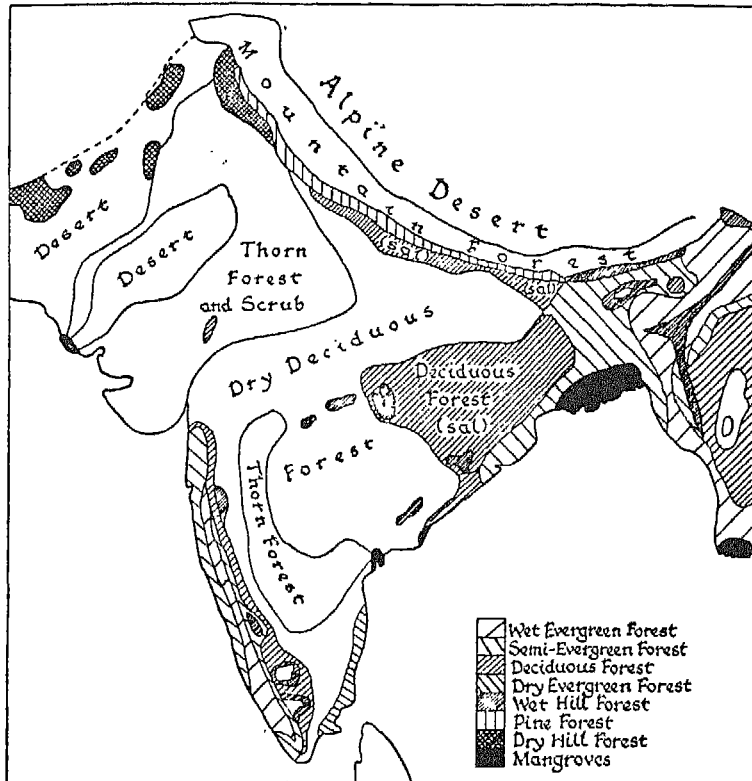 Mountain Forest
Alpine Desert
Desert
Desert
Thorn
Forest
and Scrub
(sal)
(sal)
Dry Deciduous
Forest
Deciduous
Forest
(sal)
Thorn Forest
Wet Evergreen Forest
Semi-Evergreen Forest
Deciduous Forest
Dry Evergreen Forest
Wet Hill Forest
Pine Forest
Dry Hill Forest
Mangroves